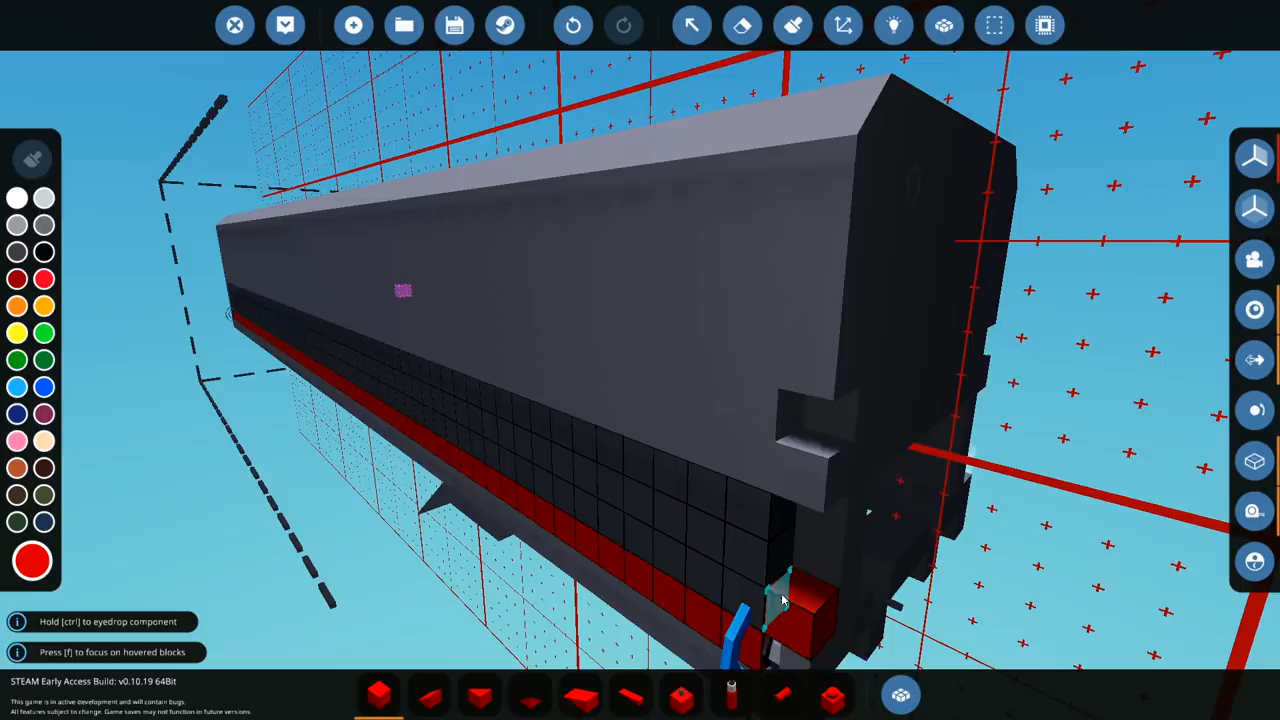 Hold [ctrl] to eyedrop component
Press [f] to focus on hovered blocks
STEAM Early Access Build: v0.10.19 64Bit
This game is in active development and will contain bugs.
All features subject to change. Game saves may not function in future versions.